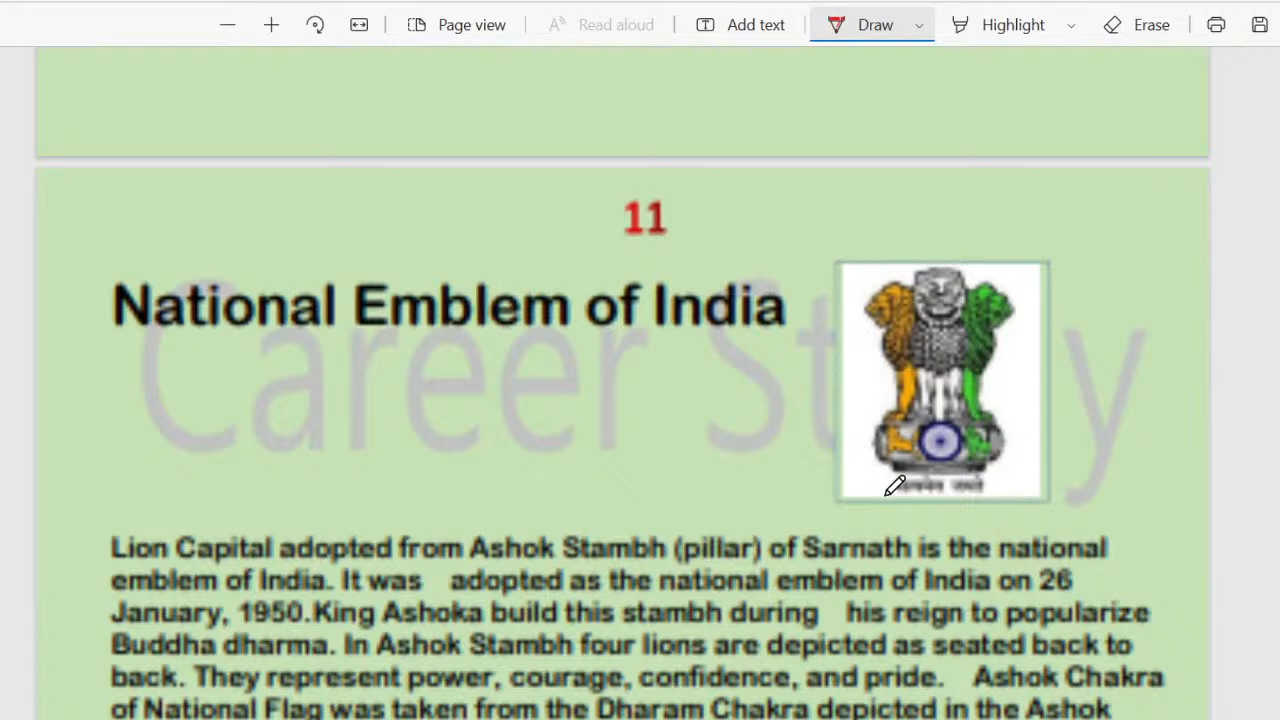 Page view
Read aloud
Add text
Draw
Highlight
Erase
11
National Emblem of India
Career Study
Lion Capital adopted from Ashok Stambh (pillar) of Sarnath is the national
emblem of India. It was adopted as the national emblem of India on 26
January, 1950.King Ashoka build this stambh during his reign to popularize
Buddha dharma. In Ashok Stambh four lions are depicted as seated back to
back. They represent power, courage, confidence, and pride. Ashok Chakra
of National Flag was taken from the Dharam Chakra depicted in the Ashok